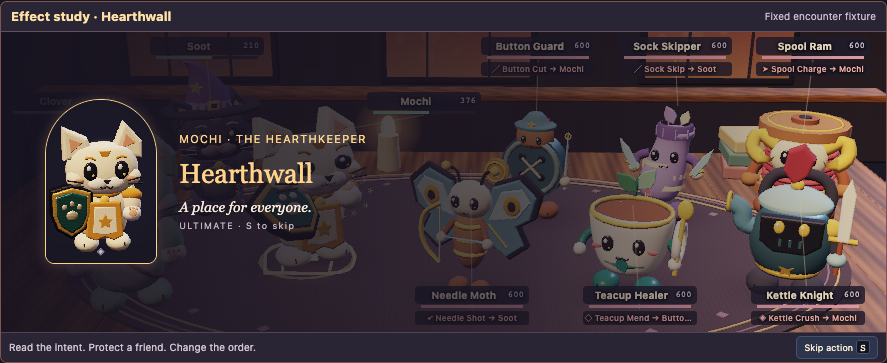 Effect study · Hearthwall
Fixed encounter fixture
Soot 210
Button Guard 600
Sock Skipper 600
Spool Ram 600
Button Cut → Mochi
Sock Skip → Soot
Spool Charge → Mochi
Clover
Mochi 376
MOCHI · THE HEARTHKEEPER
Hearthwall
A place for everyone.
ULTIMATE · S to skip
Needle Moth 600
Teacup Healer 600
Kettle Knight 600
Needle Shot → Soot
Teacup Mend → Butto...
Kettle Crush → Mochi
Read the intent. Protect a friend. Change the order.
Skip action S